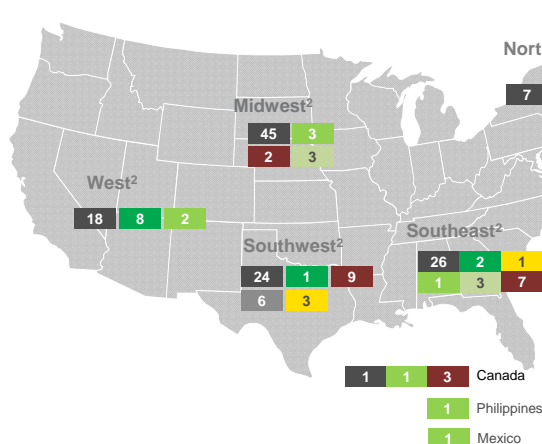 Nort
7
Midwest²
45 3
2 3
West²
18 8 2
Southwest²
24 1 9
6 3
Southeast²
26 2 1
1 3 7
1 1 3 Canada
1 Philippines
1 Mexico